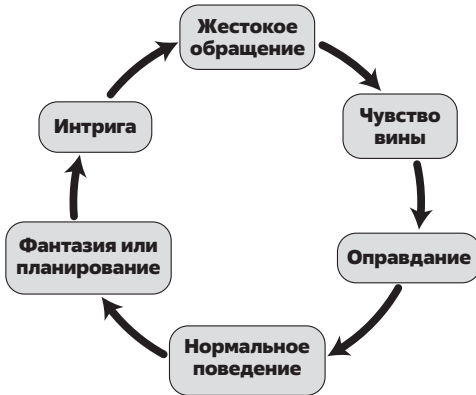 Жестокое
обращение
Чувство
вины
Оправдание
Нормальное
поведение
Фантазия или
планирование
Интрига